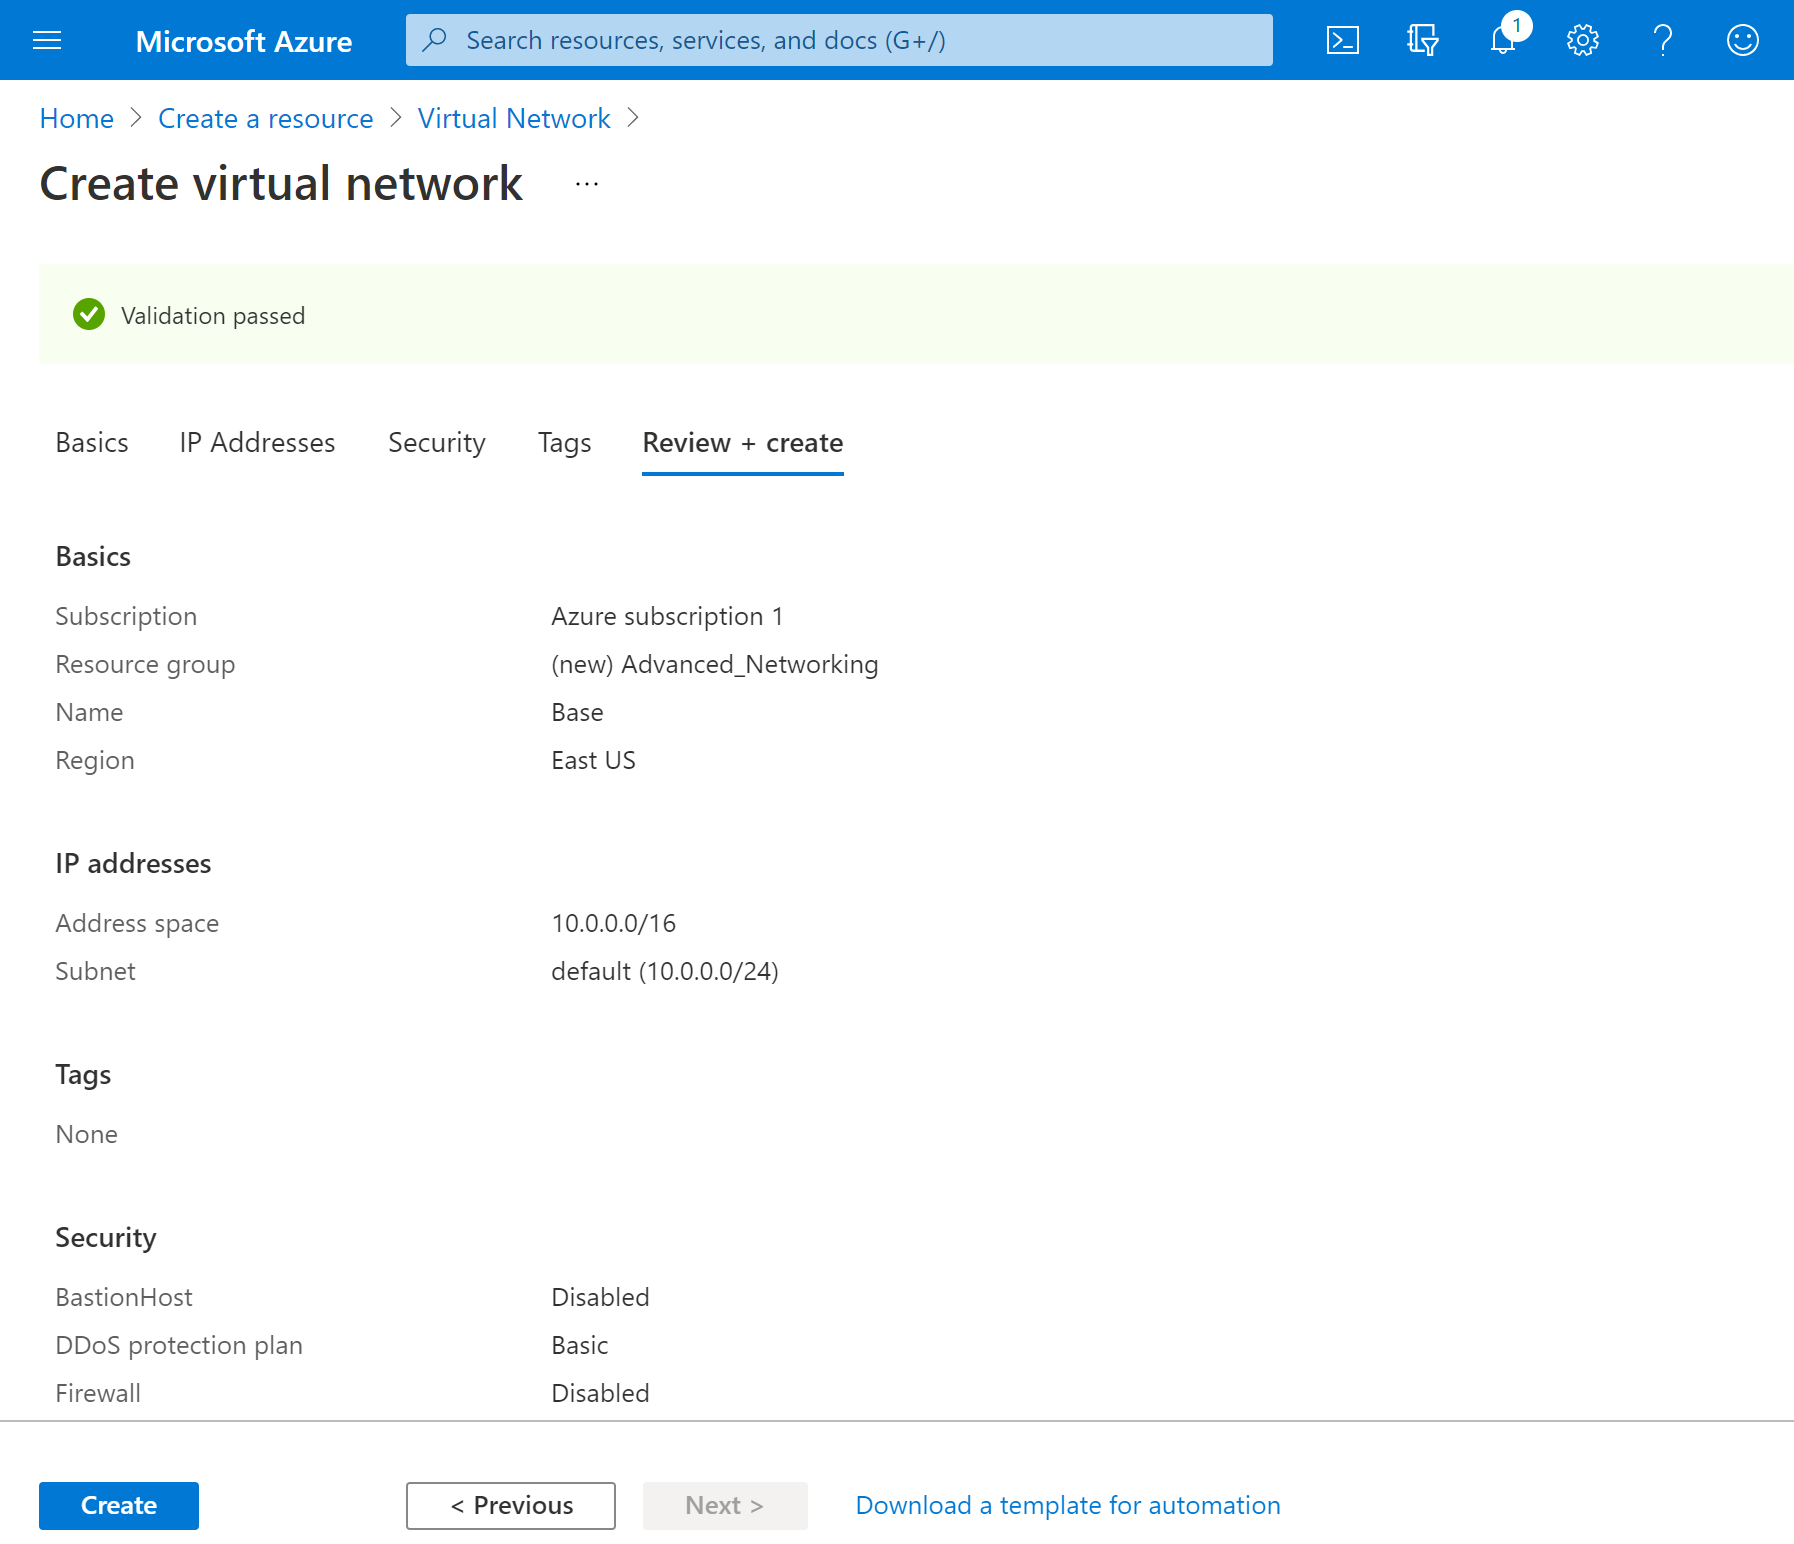 Microsoft Azure
Search resources, services, and docs (G+/)
1
Home > Create a resource > Virtual Network >
Create virtual network ...
Validation passed
Basics IP Addresses Security Tags Review + create
Basics
Subscription Azure subscription 1
Resource group (new) Advanced_Networking
Name Base
Region East US
IP addresses
Address space 10.0.0.0/16
Subnet default (10.0.0.0/24)
Tags
None
Security
BastionHost Disabled
DDoS protection plan Basic
Firewall Disabled
Create < Previous Next > Download a template for automation